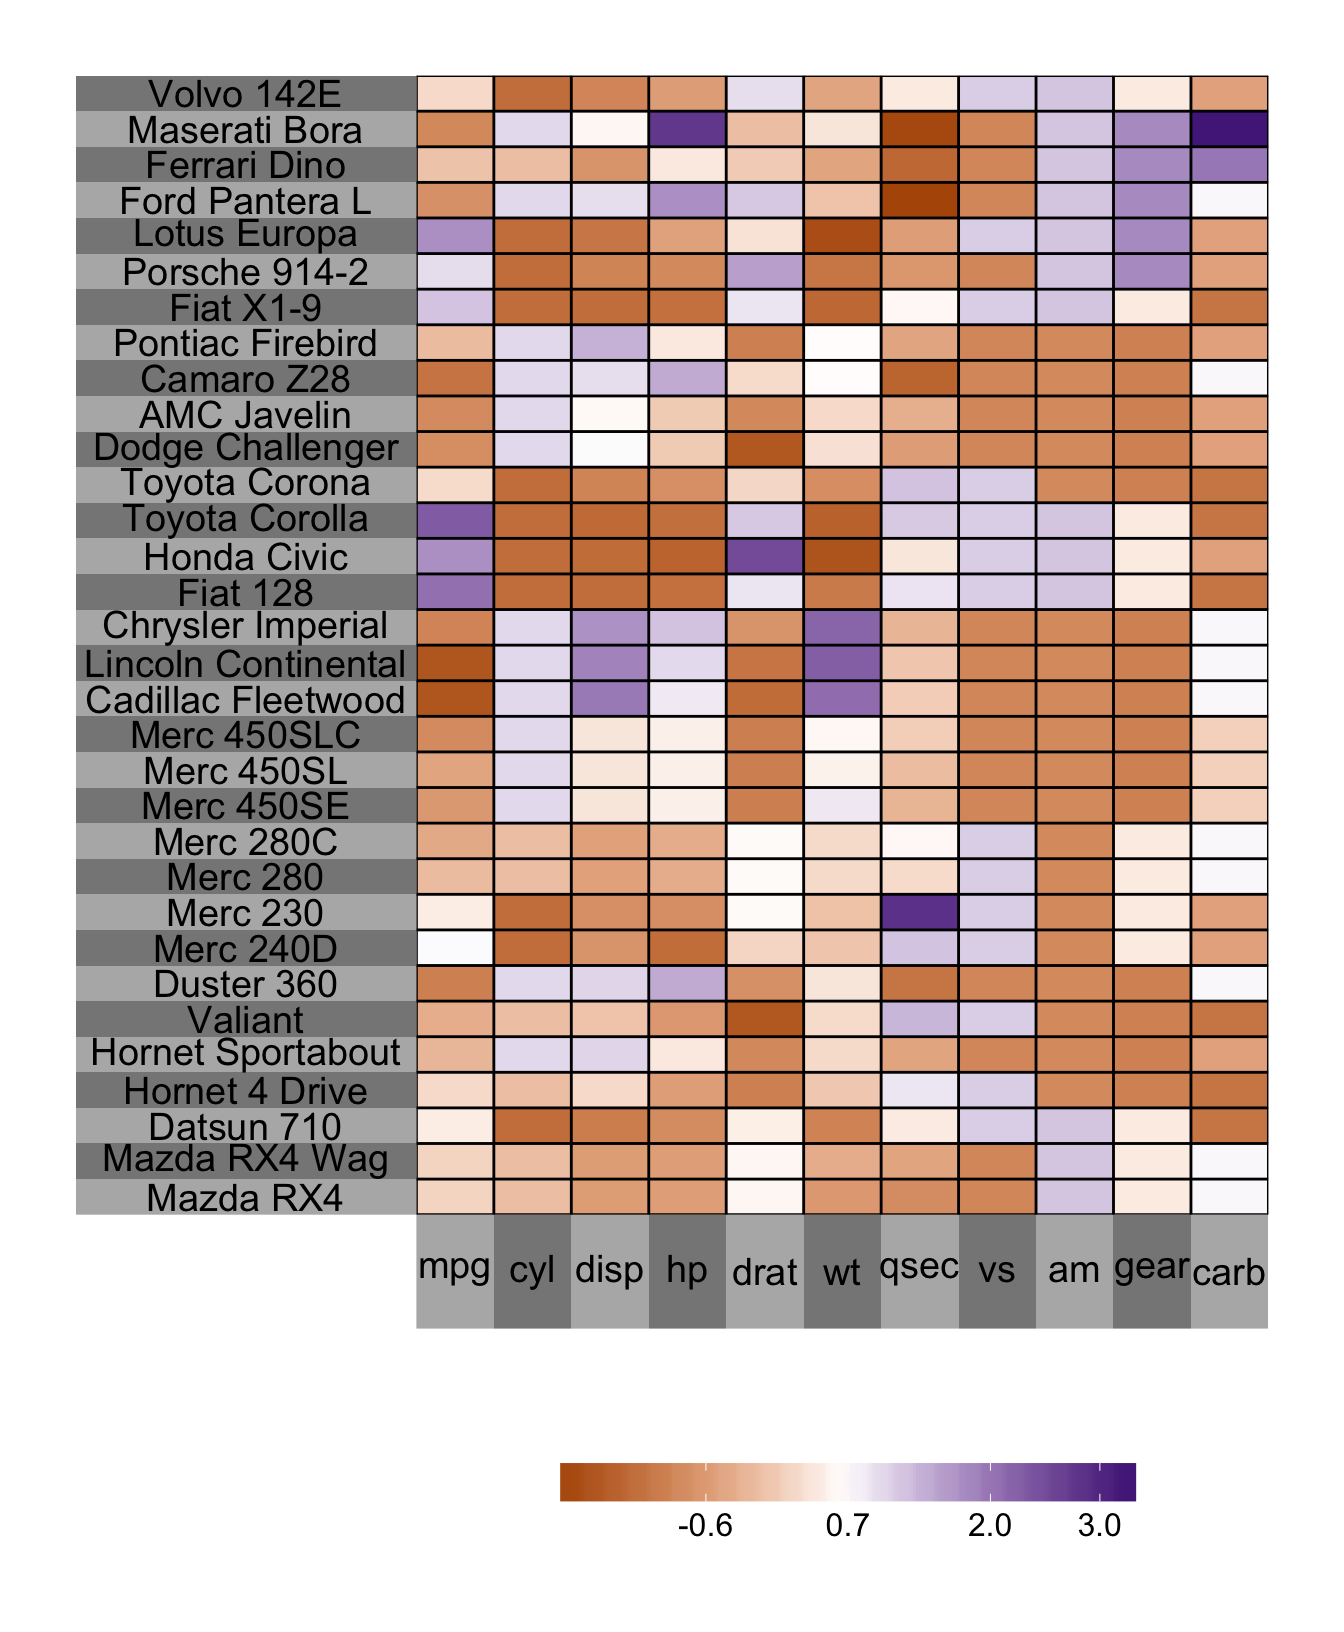 Volvo 142E
Maserati Bora
Ferrari Dino
Ford Pantera L
Lotus Europa
Porsche 914-2
Fiat X1-9
Pontiac Firebird
Camaro Z28
AMC Javelin
Dodge Challenger
Toyota Corona
Toyota Corolla
Honda Civic
Fiat 128
Chrysler Imperial
Lincoln Continental
Cadillac Fleetwood
Merc 450SLC
Merc 450SL
Merc 450SE
Merc 280C
Merc 280
Merc 230
Merc 240D
Duster 360
Valiant
Hornet Sportabout
Hornet 4 Drive
Datsun 710
Mazda RX4 Wag
Mazda RX4
mpg cyl disp hp drat wt qsec vs am gear carb
-0.6 0.7 2.0 3.0